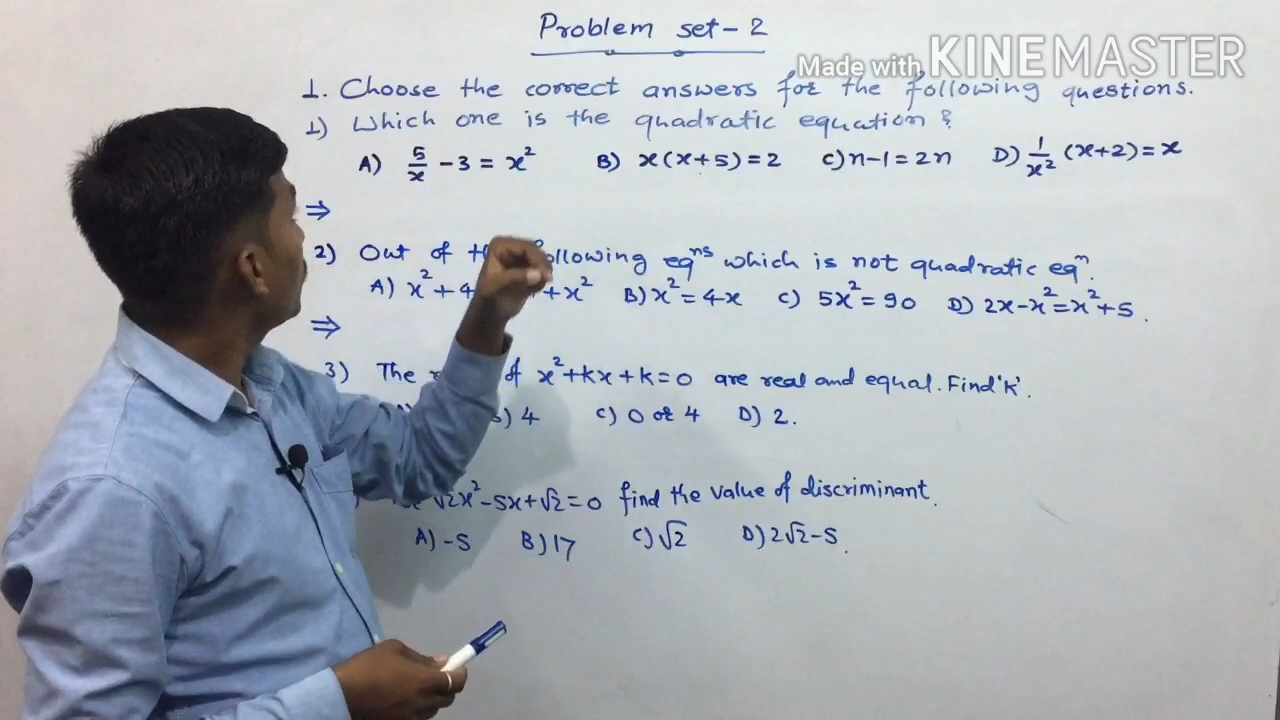 Problem set - 2
Made with KINEMASTER
1. Choose the correct answers for the following questions.
1) Which one is the quadratic equation?
A) 5/x - 3 = x² B) x(x+5) = 2 C) n-1 = 2n D) 1/x² (x+2) = x
⇒
2) Out of following eqⁿˢ which is not quadratic eqⁿ.
A) x² + 4 + x² B) x² = 4x C) 5x² = 90 D) 2x - x² = x² + 5.
⇒
3) The of x² + kx + k = 0 are real and equal. Find 'k'.
) 4 C) 0 or 4 D) 2.
√2x² - 5x + √2 = 0 find the value of discriminant.
A) -5 B) 17 C) √2 D) 2√2 - 5.